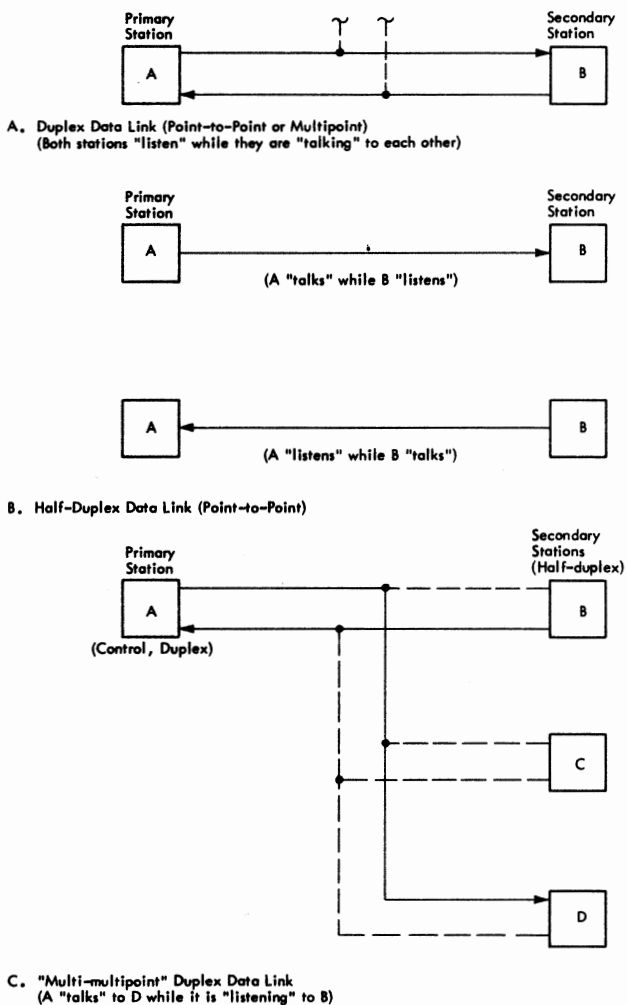 Primary
Station
Secondary
Station
A
B
A. Duplex Data Link (Point-to-Point or Multipoint)
(Both stations "listen" while they are "talking" to each other)
Primary
Station
Secondary
Station
A
B
(A "talks" while B "listens")
A
B
(A "listens" while B "talks")
B. Half-Duplex Data Link (Point-to-Point)
Primary
Station
Secondary
Stations
(Half-duplex)
A
B
(Control, Duplex)
C
D
C. "Multi-multipoint" Duplex Data Link
(A "talks" to D while it is "listening" to B)